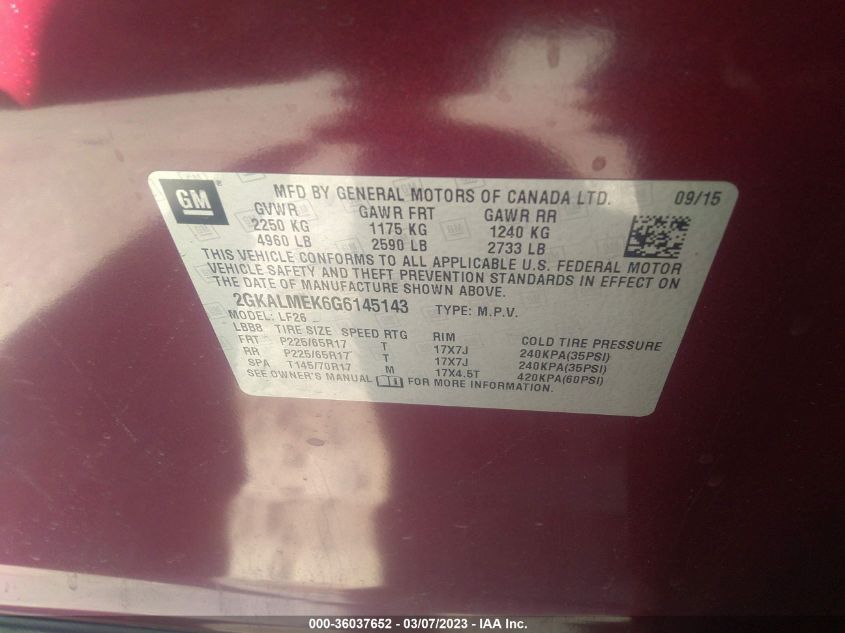 GM ® MFD BY GENERAL MOTORS OF CANADA LTD. 09/15
GVWR GAWR FRT GAWR RR
2250 KG 1175 KG 1240 KG
4960 LB 2590 LB 2733 LB
THIS VEHICLE CONFORMS TO ALL APPLICABLE U.S. FEDERAL MOTOR
VEHICLE SAFETY AND THEFT PREVENTION STANDARDS IN EFFECT ON
THE DATE OF MANUFACTURE SHOWN ABOVE.
2GKALMEK6G6145143 TYPE: M.P.V.
MODEL: LF26
LBB8 TIRE SIZE SPEED RTG RIM COLD TIRE PRESSURE
FRT P225/65R17 T 17X7J 240KPA(35PSI)
RR P225/65R17 T 17X7J 240KPA(35PSI)
SPA T145/70R17 M 17X4.5T 420KPA(60PSI)
SEE OWNER'S MANUAL FOR MORE INFORMATION.
000-36037652 - 03/07/2023 - IAA Inc.